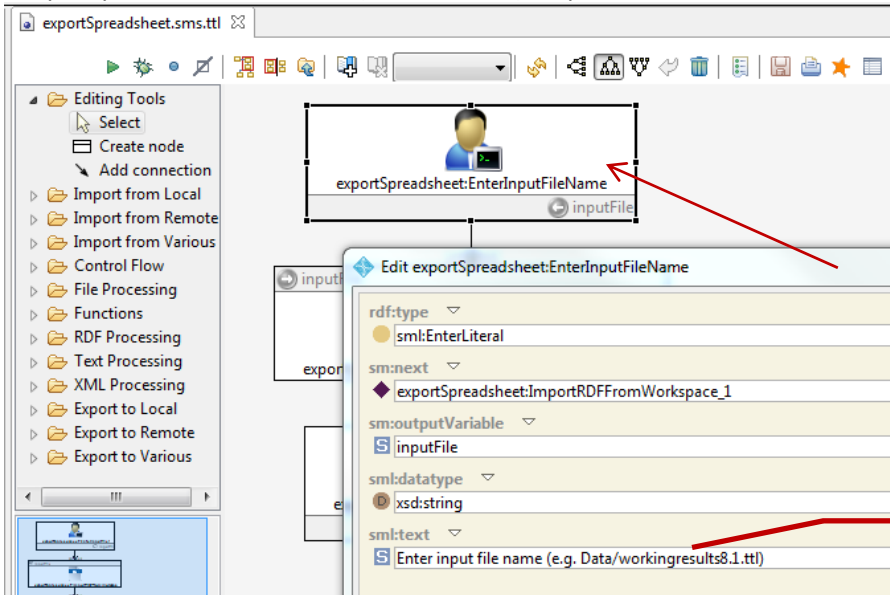 exportSpreadsheet.sms.ttl
Editing Tools
Select
Create node
Add connection
Import from Local
Import from Remote
Import from Various
Control Flow
File Processing
Functions
RDF Processing
Text Processing
XML Processing
Export to Local
Export to Remote
Export to Various
exportSpreadsheet:EnterInputFileName
inputFile
Edit exportSpreadsheet:EnterInputFileName
rdf:type
sml:EnterLiteral
sm:next
exportSpreadsheet:ImportRDFFromWorkspace_1
sm:outputVariable
S inputFile
sml:datatype
D xsd:string
sml:text
S Enter input file name (e.g. Data/workingresults8.1.ttl)